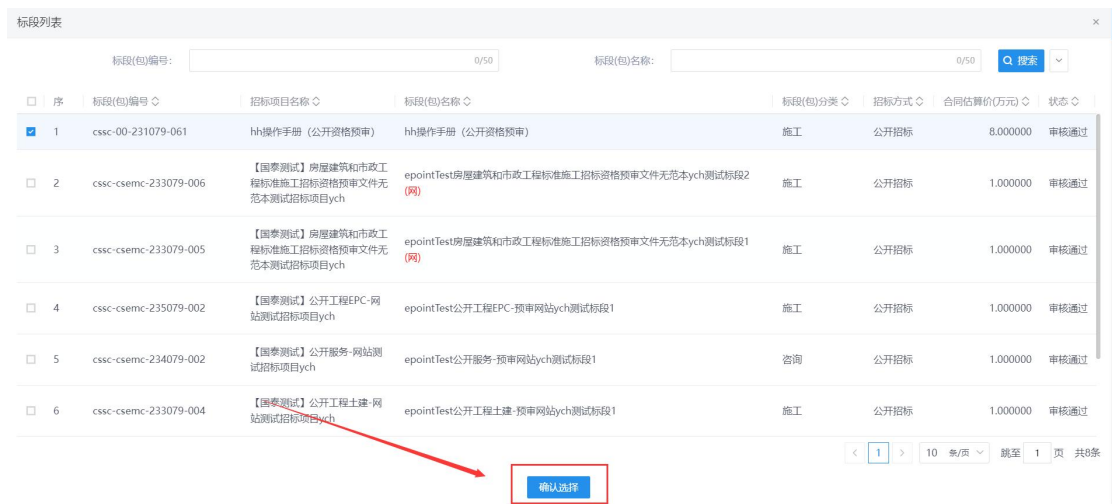 标段列表 ×
标段(包)编号: 0/50 标段(包)名称: 0/50 搜索
序 标段(包)编号 招标项目名称 标段(包)名称 标段(包)分类 招标方式 合同估算价(万元) 状态
1 cssc-00-231079-061 hh操作手册（公开资格预审） hh操作手册（公开资格预审） 施工 公开招标 8.000000 审核通过
【国泰测试】房屋建筑和市政工
2 cssc-csemc-233079-006 程标准施工招标资格预审文件无 epointTest房屋建筑和市政工程标准施工招标资格预审文件无范本ych测试标段2 施工 公开招标 1.000000 审核通过
范本测试招标项目ych (网)
【国泰测试】房屋建筑和市政工
3 cssc-csemc-233079-005 程标准施工招标资格预审文件无 epointTest房屋建筑和市政工程标准施工招标资格预审文件无范本ych测试标段1 施工 公开招标 1.000000 审核通过
范本测试招标项目ych (网)
【国泰测试】公开工程EPC-网
4 cssc-csemc-235079-002 站测试招标项目ych epointTest公开工程EPC-预审网站ych测试标段1 施工 公开招标 1.000000 审核通过
【国泰测试】公开服务-网站测
5 cssc-csemc-234079-002 试招标项目ych epointTest公开服务-预审网站ych测试标段1 咨询 公开招标 1.000000 审核通过
【国泰测试】公开工程土建-网
6 cssc-csemc-233079-004 站测试招标项目ych epointTest公开工程土建-预审网站ych测试标段1 施工 公开招标 1.000000 审核通过
< 1 > 10 条/页 跳至 1 页 共8条
确认选择